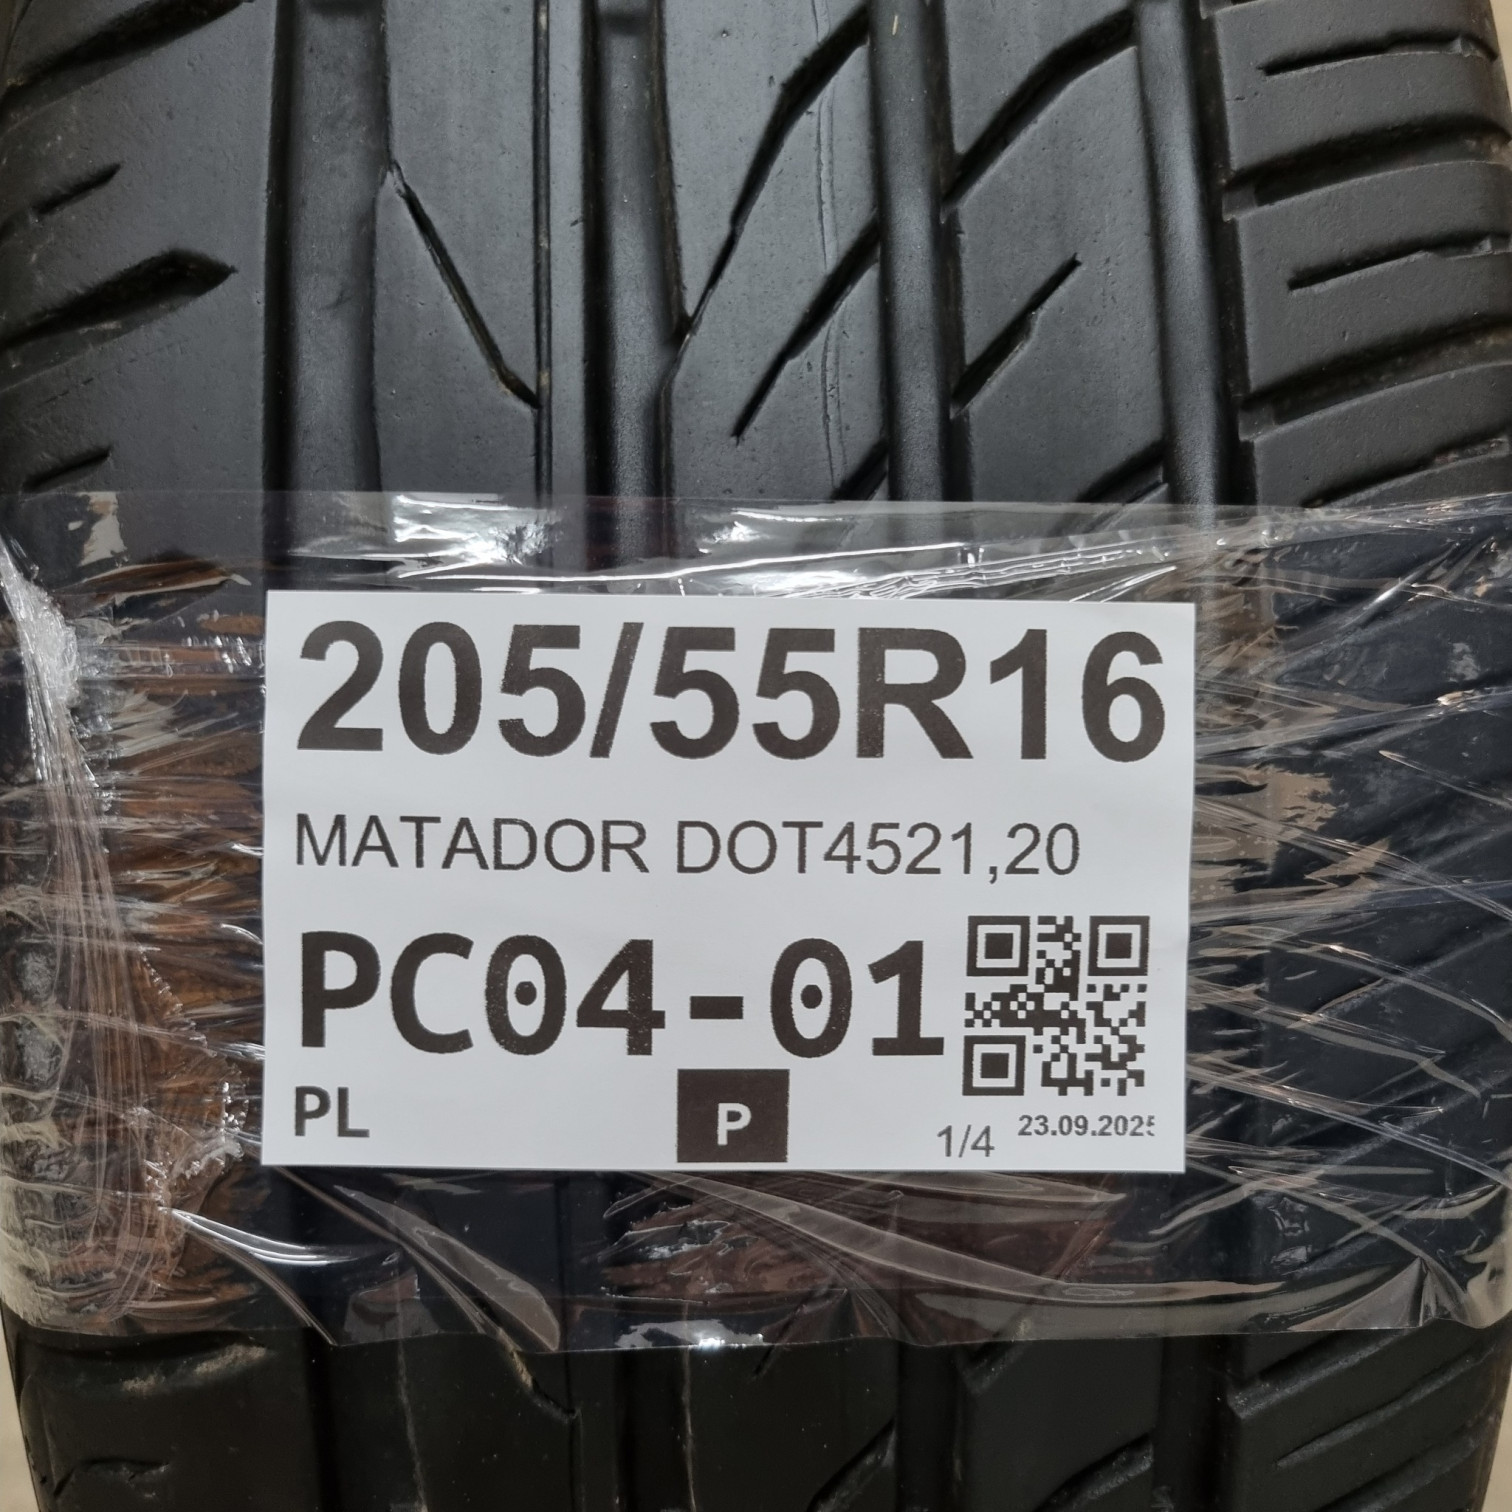 205/55R16
MATADOR DOT4521,20
PC04-01
PL
P
1/4
23.09.2025